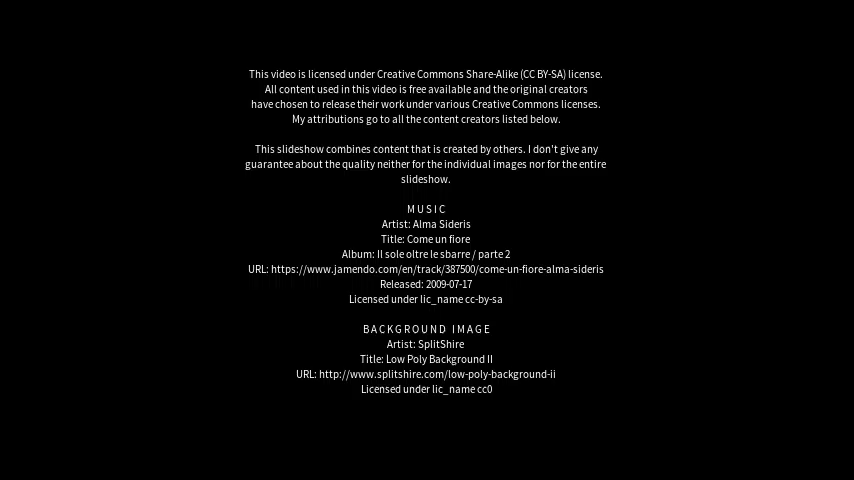 This video is licensed under Creative Commons Share-Alike (CC BY-SA) license.
All content used in this video is free available and the original creators
have chosen to release their work under various Creative Commons licenses.
My attributions go to all the content creators listed below.
This slideshow combines content that is created by others. I don't give any
guarantee about the quality neither for the individual images nor for the entire
slideshow.
MUSIC
Artist: Alma Sideris
Title: Come un fiore
Album: Il sole oltre le sbarre / parte 2
URL: https://www.jamendo.com/en/track/387500/come-un-fiore-alma-sideris
Released: 2009-07-17
Licensed under lic_name cc-by-sa
BACKGROUND IMAGE
Artist: SplitShire
Title: Low Poly Background II
URL: http://www.splitshire.com/low-poly-background-ii
Licensed under lic_name cc0